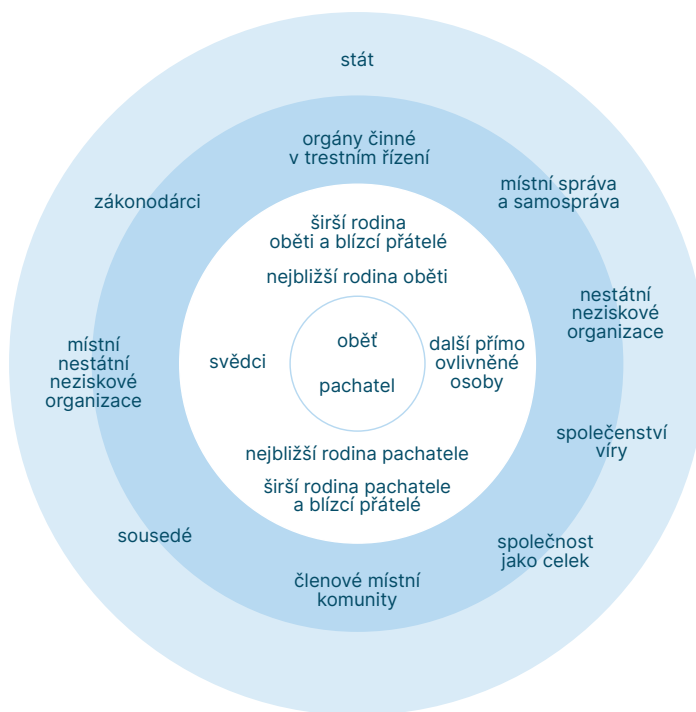 stát
orgány činné
v trestním řízení
zákonodárci
místní správa
a samospráva
širší rodina
oběti a blízcí přátelé
nejbližší rodina oběti
nestátní
neziskové
organizace
místní
nestátní
neziskové
organizace
svědci
oběť
pachatel
další přímo
ovlivněné
osoby
společenství
víry
nejbližší rodina pachatele
širší rodina pachatele
a blízcí přátelé
sousedé
společnost
jako celek
členové místní
komunity